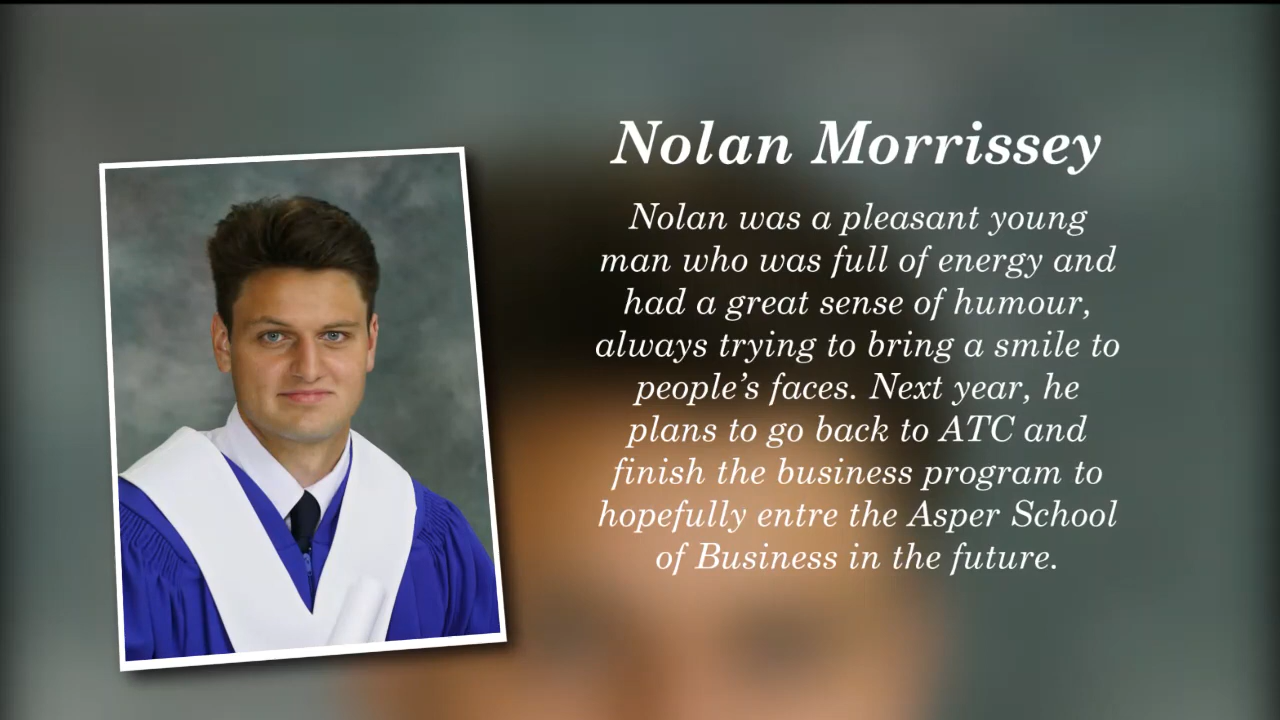 Nolan Morrissey
Nolan was a pleasant young
man who was full of energy and
had a great sense of humour,
always trying to bring a smile to
people’s faces. Next year, he
plans to go back to ATC and
finish the business program to
hopefully entre the Asper School
of Business in the future.